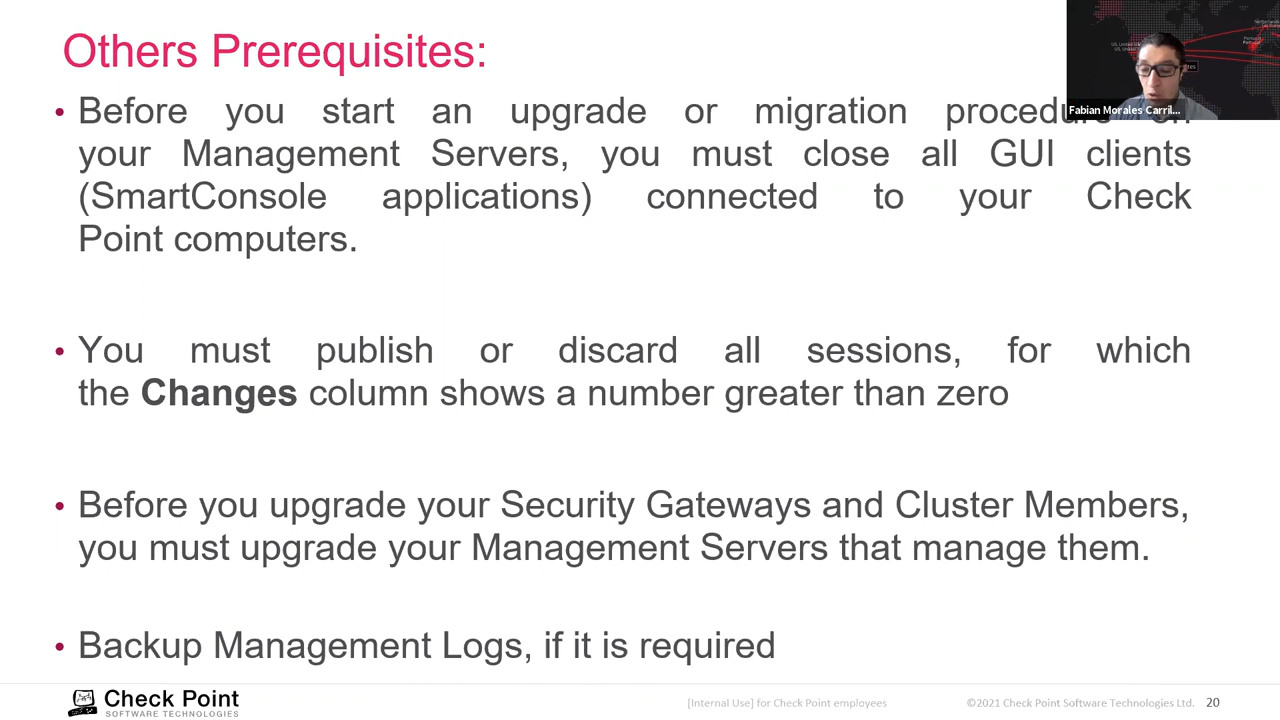 Others Prerequisites:
• Before you start an upgrade or migration procedure on
your Management Servers, you must close all GUI clients
(SmartConsole applications) connected to your Check
Point computers.
• You must publish or discard all sessions, for which
the Changes column shows a number greater than zero
• Before you upgrade your Security Gateways and Cluster Members,
you must upgrade your Management Servers that manage them.
• Backup Management Logs, if it is required
Fabian Morales Carril...
Check Point
SOFTWARE TECHNOLOGIES
[Internal Use] for Check Point employees
©2021 Check Point Software Technologies Ltd.
20